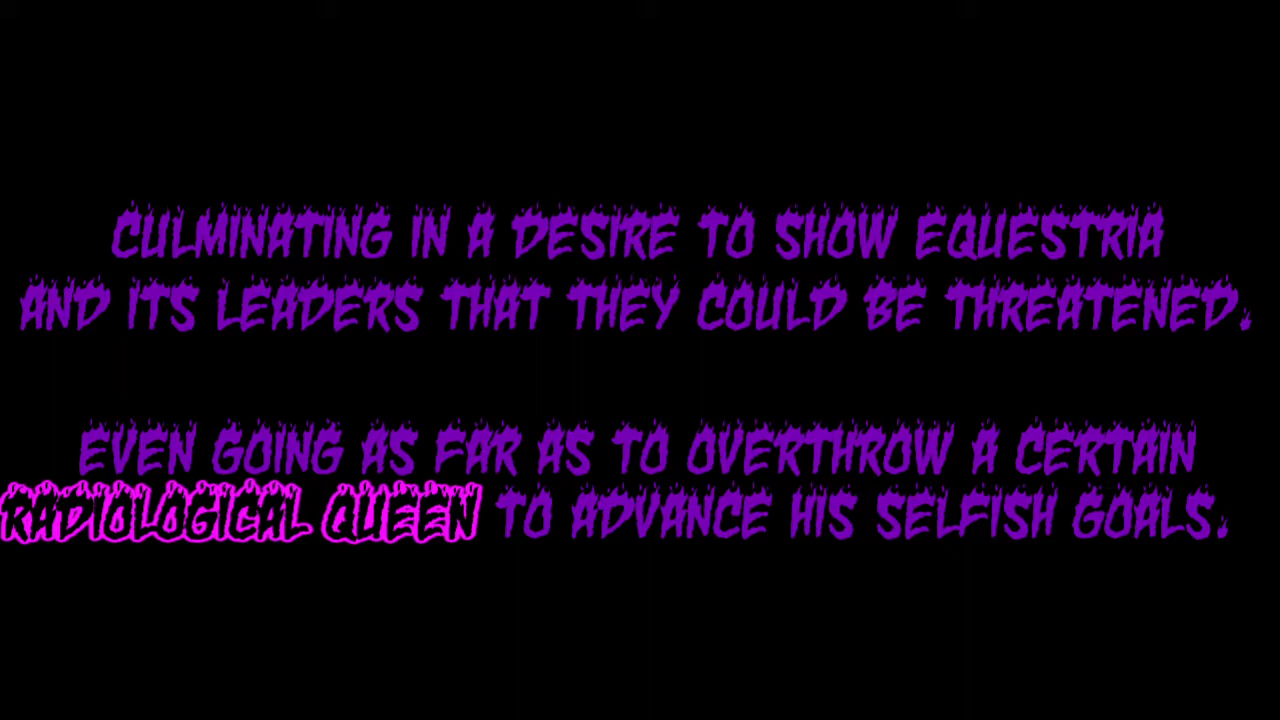 CULMINATING IN A DESIRE TO SHOW EQUESTRIA
AND ITS LEADERS THAT THEY COULD BE THREATENED.
EVEN GOING AS FAR AS TO OVERTHROW A CERTAIN
RADIOLOGICAL QUEEN TO ADVANCE HIS SELFISH GOALS.